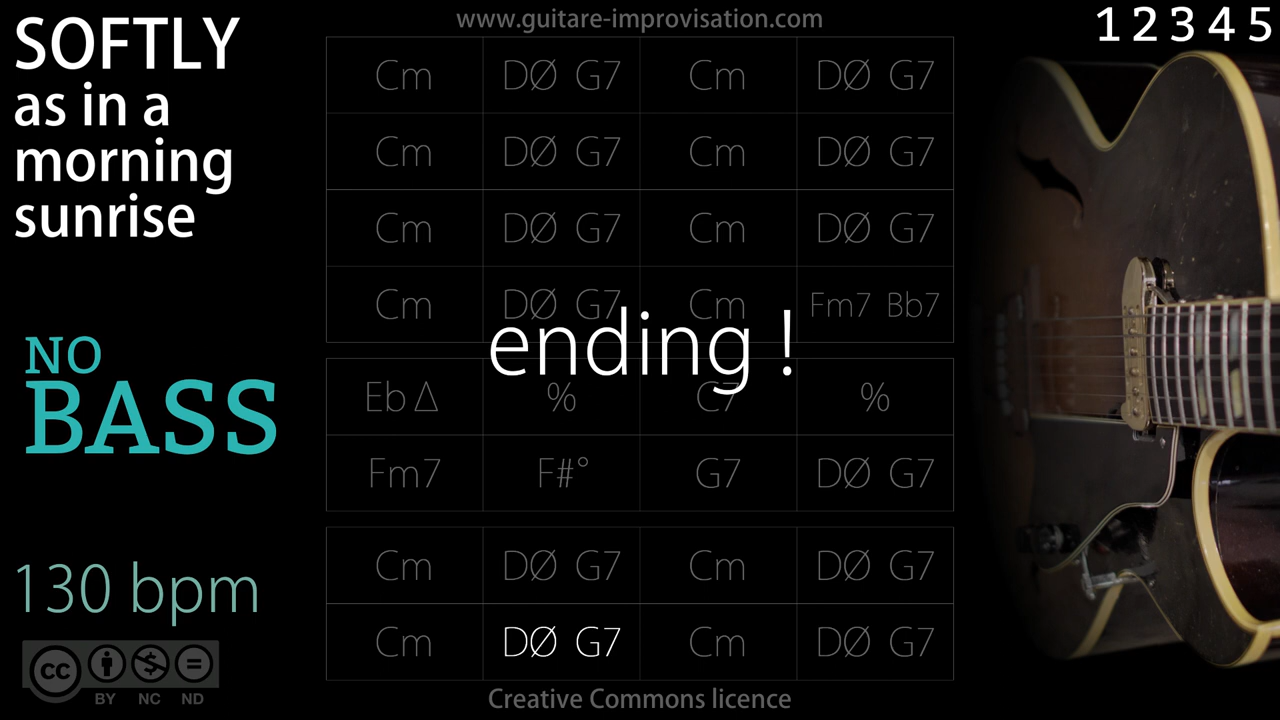 www.guitare-improvisation.com
1 2 3 4 5
SOFTLY
as in a
morning
sunrise
NO
BASS
130 bpm
cc
BY NC ND
Cm DØ G7 Cm DØ G7
Cm DØ G7 Cm DØ G7
Cm DØ G7 Cm DØ G7
Cm DØ G7 Cm Fm7 Bb7
ending !
Eb Δ % C7 %
Fm7 F#° G7 DØ G7
Cm DØ G7 Cm DØ G7
Cm DØ G7 Cm DØ G7
Creative Commons licence